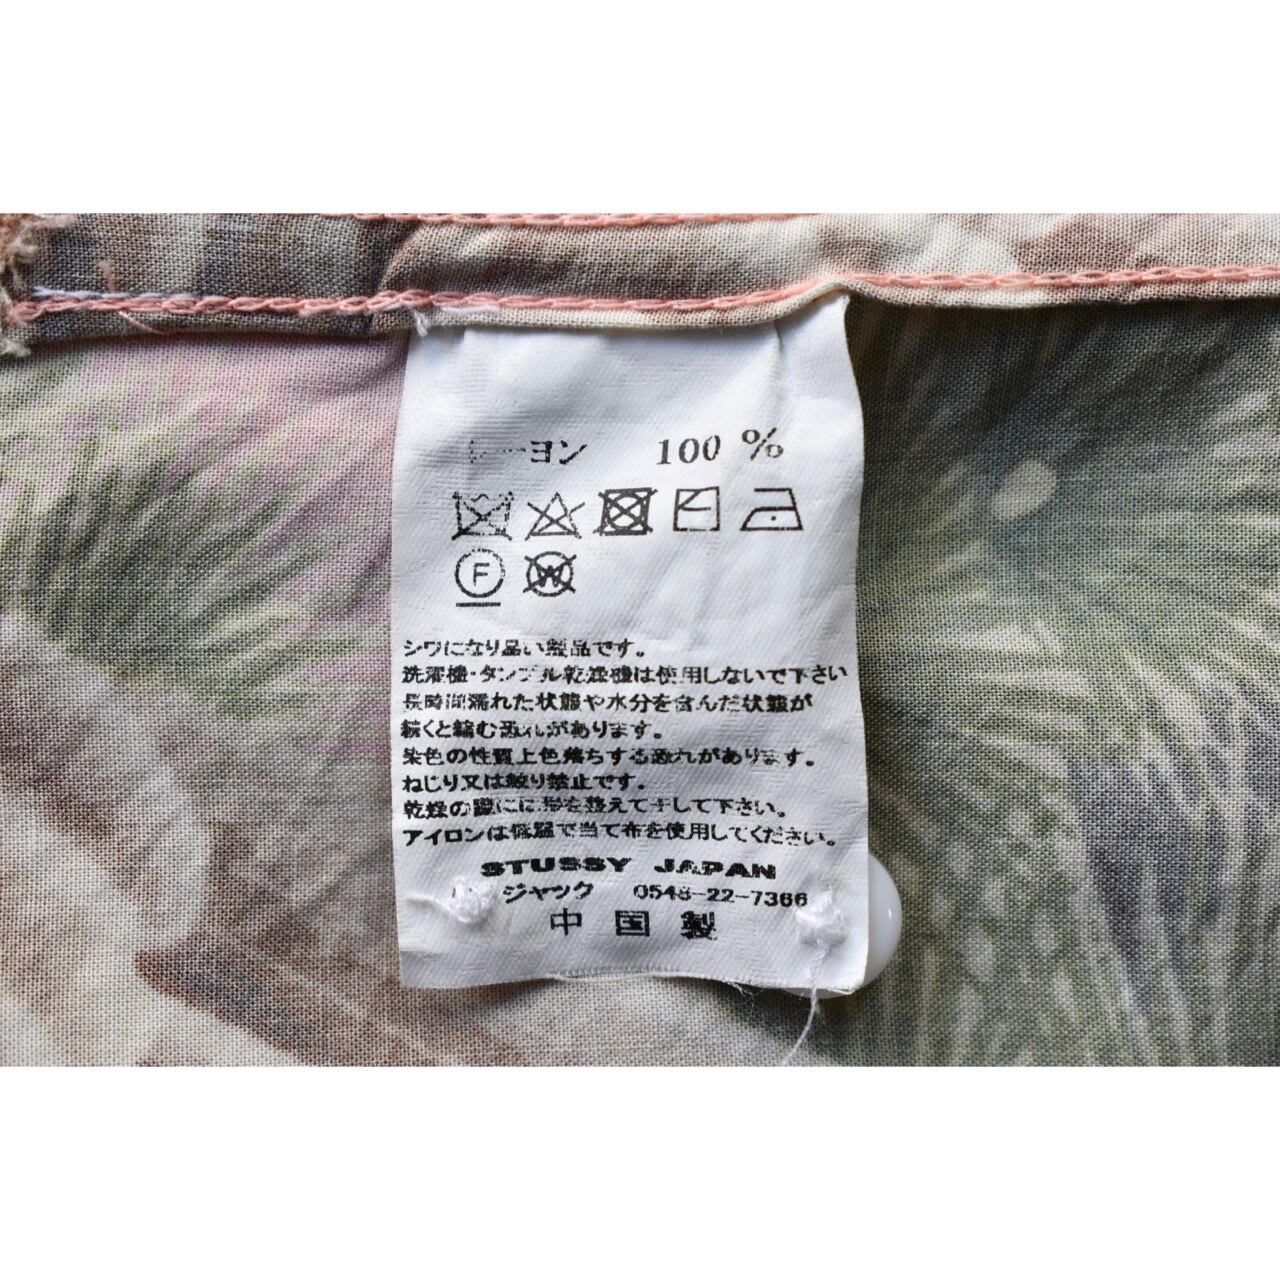 レーヨン 100 %
F W
シワになり品い製品です。
洗濯機・タンブル乾燥機は使用しないで下さい
長時間濡れた状態や水分を含んだ状態が
続くと縮む恐れがあります。
染色の性質上色落ちする恐れがあります。
ねじり又は絞り禁止です。
乾燥の際には形を整えて干して下さい。
アイロンは低温で当て布を使用してください。
STUSSY JAPAN
ジャック 0548-22-7366
中国製